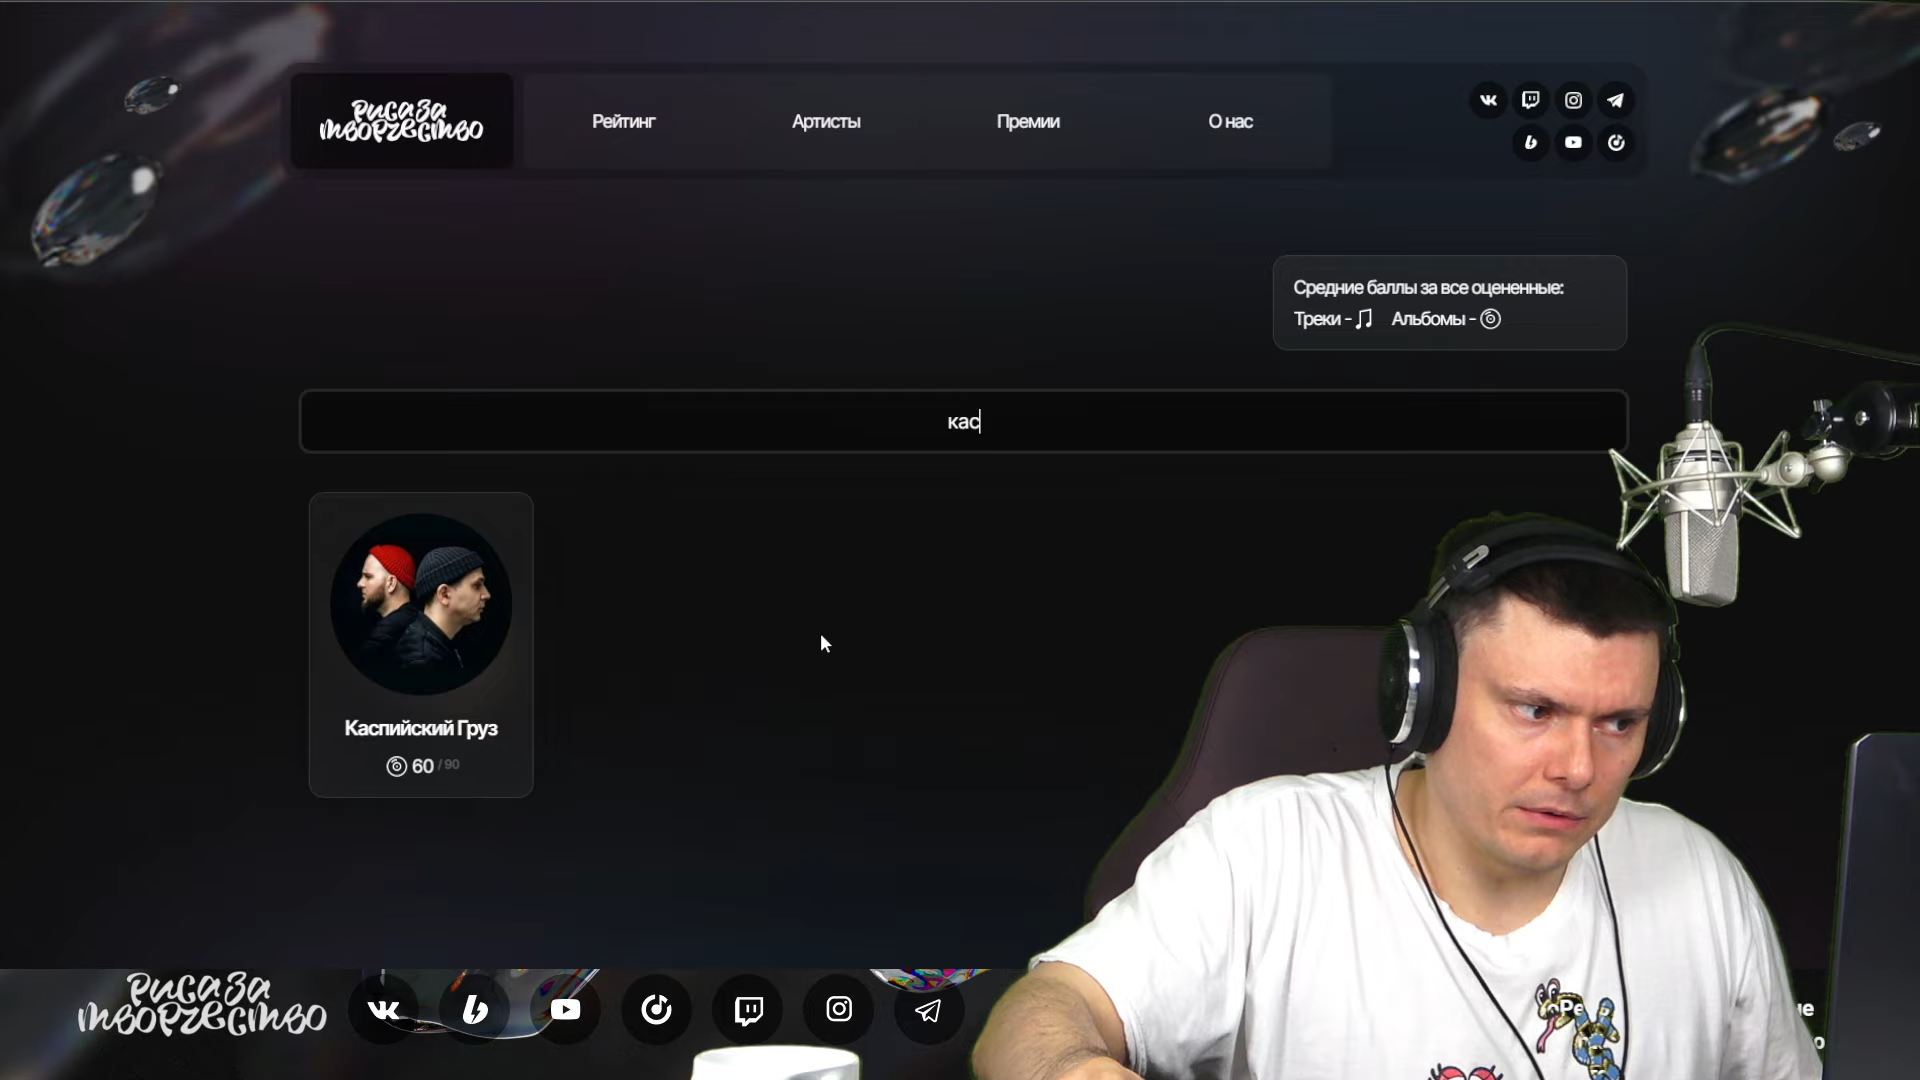 РИСАЗА
ТВОРЧЕСТВО
Рейтинг
Артисты
Премии
О нас
Средние баллы за все оцененные:
Треки -
Альбомы -
кас
Каспийский Груз
60 / 90
РИСАЗА
ТВОРЧЕСТВО